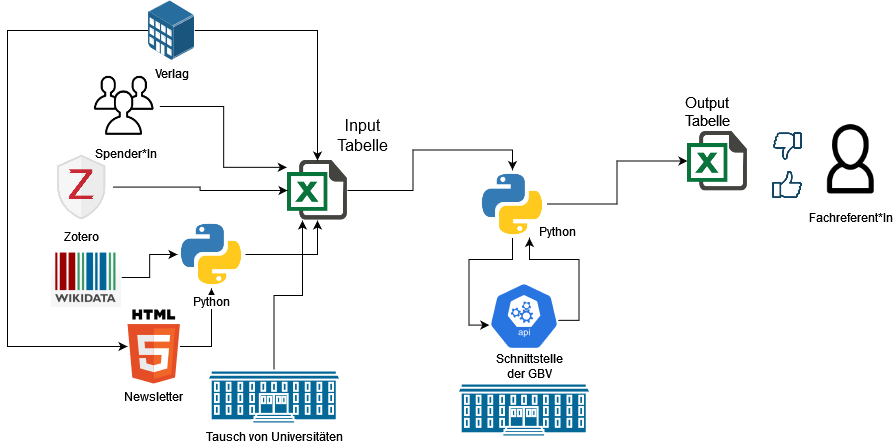 Verlag
Spender*In
Input
Tabelle
X
Z
Zotero
WIKIDATA
Python
HTML
5
Newsletter
Tausch von Universitäten
Python
api
Schnittstelle
der GBV
Output
Tabelle
X
Fachreferent*In